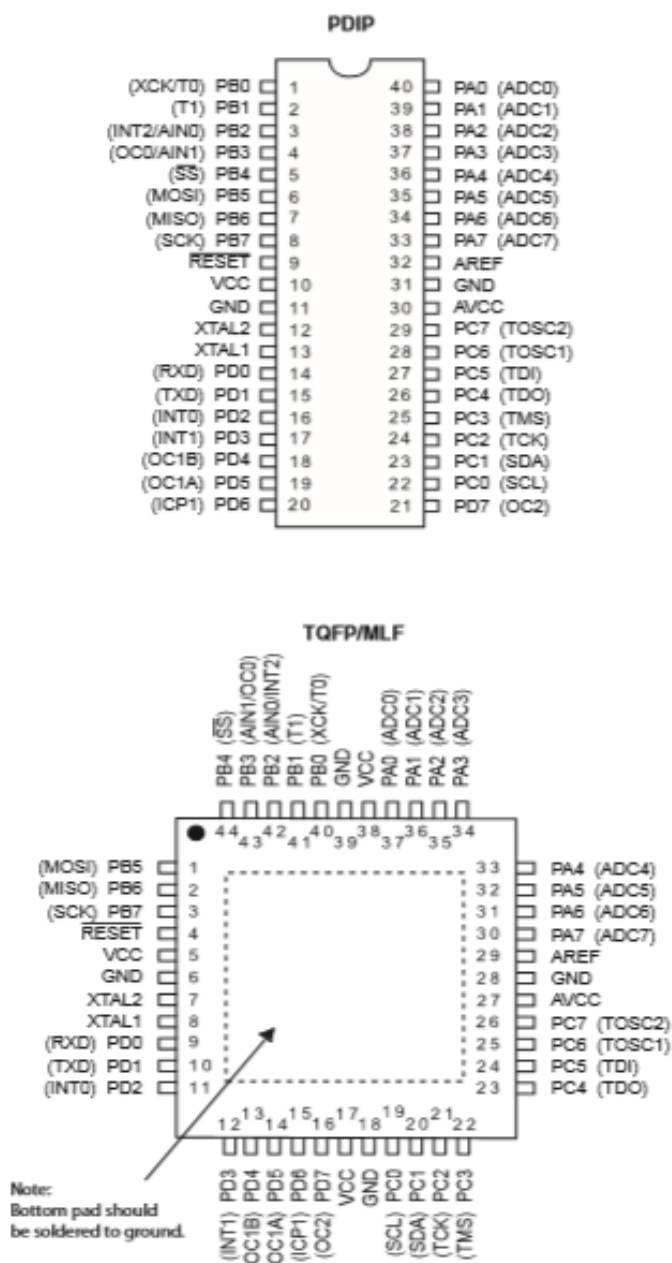 PDIP
(XCK/T0) PB0 1 40 PA0 (ADC0)
(T1) PB1 2 39 PA1 (ADC1)
(INT2/AIN0) PB2 3 38 PA2 (ADC2)
(OC0/AIN1) PB3 4 37 PA3 (ADC3)
(SS) PB4 5 36 PA4 (ADC4)
(MOSI) PB5 6 35 PA5 (ADC5)
(MISO) PB6 7 34 PA6 (ADC6)
(SCK) PB7 8 33 PA7 (ADC7)
RESET 9 32 AREF
VCC 10 31 GND
GND 11 30 AVCC
XTAL2 12 29 PC7 (TOSC2)
XTAL1 13 28 PC6 (TOSC1)
(RXD) PD0 14 27 PC5 (TDI)
(TXD) PD1 15 26 PC4 (TDO)
(INT0) PD2 16 25 PC3 (TMS)
(INT1) PD3 17 24 PC2 (TCK)
(OC1B) PD4 18 23 PC1 (SDA)
(OC1A) PD5 19 22 PC0 (SCL)
(ICP1) PD6 20 21 PD7 (OC2)
TQFP/MLF
PB4 (SS)
PB3 (AIN1/OC0)
PB2 (AIN0/INT2)
PB1 (T1)
PB0 (XCK/T0)
GND
VCC
PA0 (ADC0)
PA1 (ADC1)
PA2 (ADC2)
PA3 (ADC3)
44 43 42 41 40 39 38 37 36 35 34
(MOSI) PB5 1 33 PA4 (ADC4)
(MISO) PB6 2 32 PA5 (ADC5)
(SCK) PB7 3 31 PA6 (ADC6)
RESET 4 30 PA7 (ADC7)
VCC 5 29 AREF
GND 6 28 GND
XTAL2 7 27 AVCC
XTAL1 8 26 PC7 (TOSC2)
(RXD) PD0 9 25 PC6 (TOSC1)
(TXD) PD1 10 24 PC5 (TDI)
(INT0) PD2 11 23 PC4 (TDO)
12 13 14 15 16 17 18 19 20 21 22
(INT1) PD3
OC1B) PD4
OC1A) PD5
(ICP1) PD6
(OC2) PD7
VCC
GND
(SCL) PC0
(SDA) PC1
(TCK) PC2
(TMS) PC3
Note:
Bottom pad should
be soldered to ground.